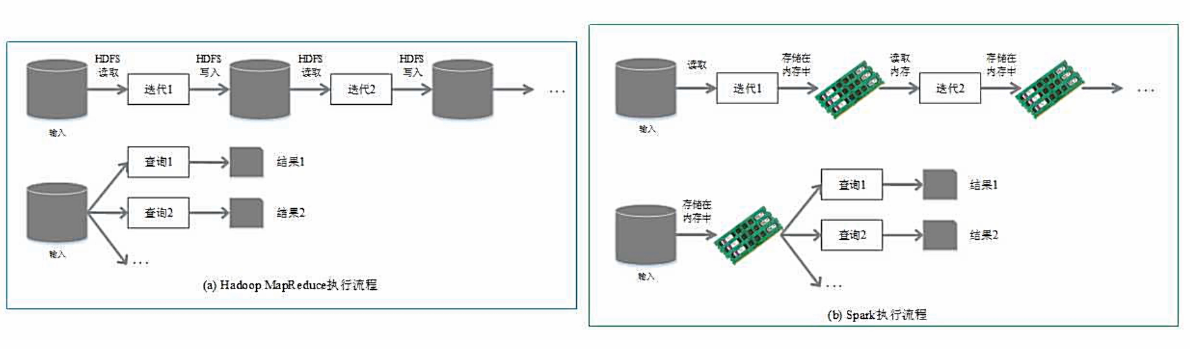 HDFS
读取
HDFS
写入
HDFS
读取
HDFS
写入
迭代1
迭代2
...
输入
查询1
结果1
查询2
结果2
输入
...
(a) Hadoop MapReduce执行流程
读取
存储在
内存中
读取
内存
存储在
内存中
迭代1
迭代2
...
输入
存储在
内存中
查询1
结果1
查询2
结果2
输入
...
(b) Spark执行流程